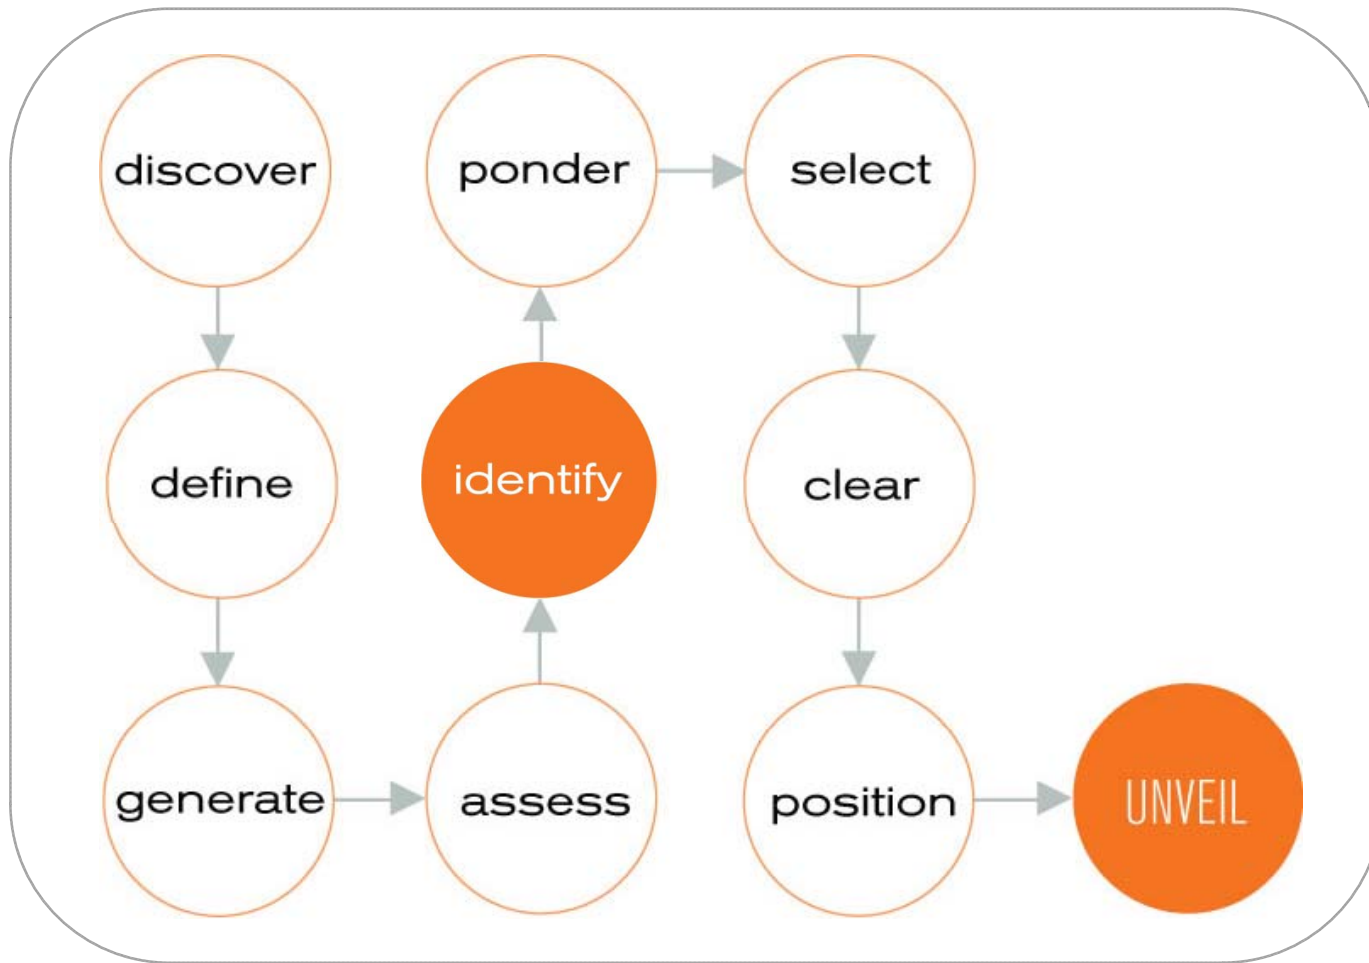 discover
define
generate
assess
identify
ponder
select
clear
position
UNVEIL